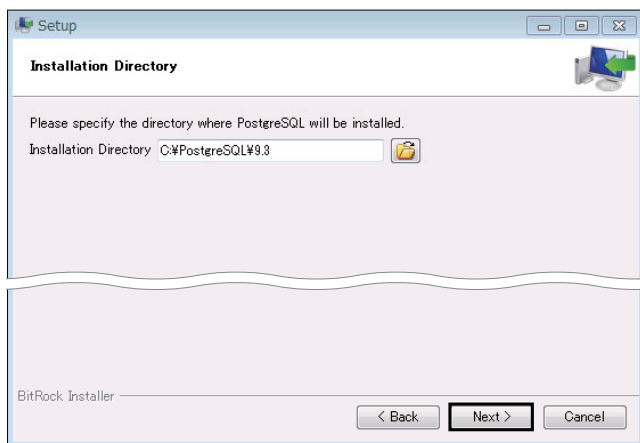 Setup
Installation Directory
Please specify the directory where PostgreSQL will be installed.
Installation Directory C:¥PostgreSQL¥9.3
BitRock Installer
< Back Next > Cancel